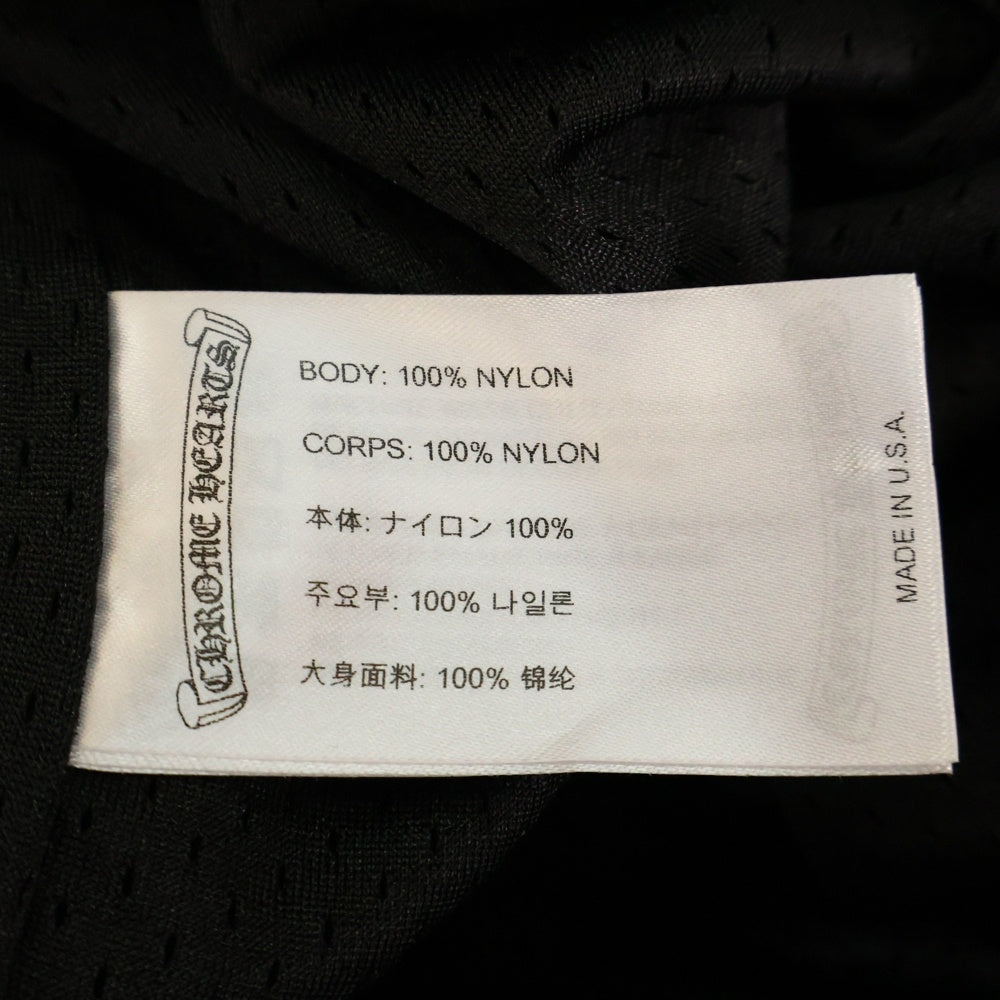 CHROME HEARTS
BODY: 100% NYLON
CORPS: 100% NYLON
本体: ナイロン 100%
주요부: 100% 나일론
大身面料: 100% 锦纶
MADE IN U.S.A.